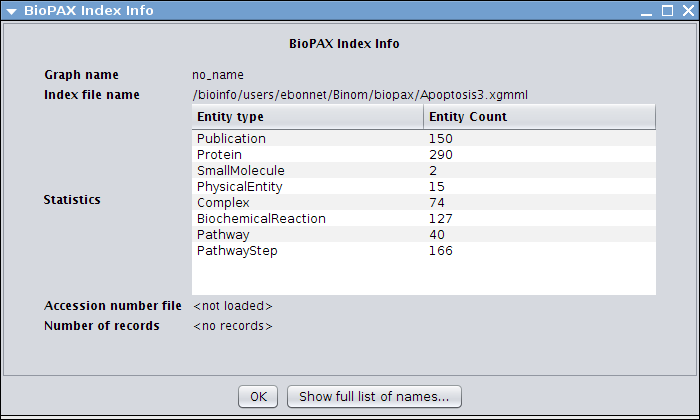 BioPAX Index Info
BioPAX Index Info
Graph name no_name
Index file name /bioinfo/users/ebonnet/Binom/biopax/Apoptosis3.xgmml
Entity type Entity Count
Publication 150
Protein 290
SmallMolecule 2
PhysicalEntity 15
Statistics
Complex 74
BiochemicalReaction 127
Pathway 40
PathwayStep 166
Accession number file <not loaded>
Number of records <no records>
OK Show full list of names...